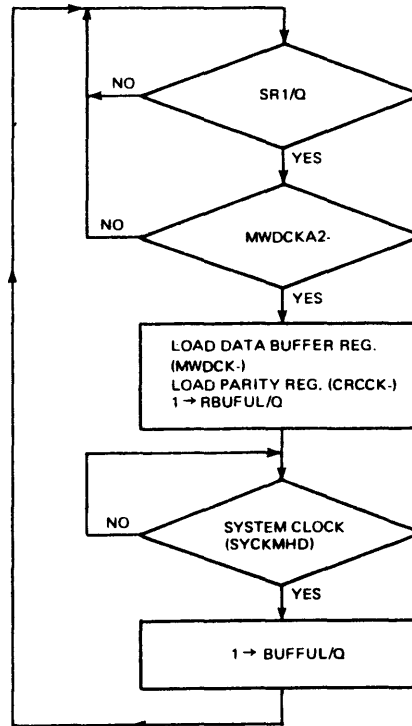 SR1/Q
NO
YES
MWDCKA2-
NO
YES
LOAD DATA BUFFER REG.
(MWDCK-)
LOAD PARITY REG. (CRCCK-)
1 → RBUFUL/Q
NO
SYSTEM CLOCK
(SYCKMHD)
YES
1 → BUFFUL/Q